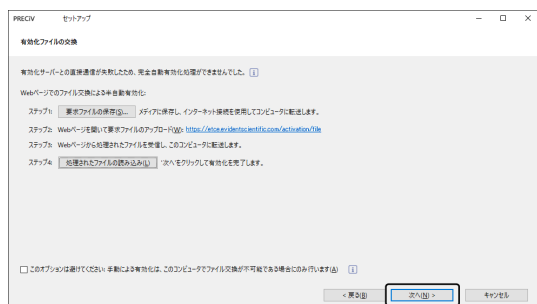 PRECiV セットアップ
有効化ファイルの交換
有効化サーバーとの直接通信が失敗したため、完全自動有効化処理ができませんでした。 i
Webページでのファイル交換による半自動有効化:
ステップ1: 要求ファイルの保存(S)... メディアに保存し、インターネット接続を使用してコンピュータに転送します。
ステップ2: Webページを開いて要求ファイルのアップロード(W): https://etce.evidentscientific.com/activation/file
ステップ3: Webページから処理されたファイルを受信し、このコンピュータに転送します。
ステップ4: 処理されたファイルの読み込み(L) '次へ'をクリックして有効化を完了します。
このオプションは避けてください: 手動による有効化は、このコンピュータでファイル交換が不可能である場合にのみ行います(A) i
< 戻る(B) 次へ(N) > キャンセル